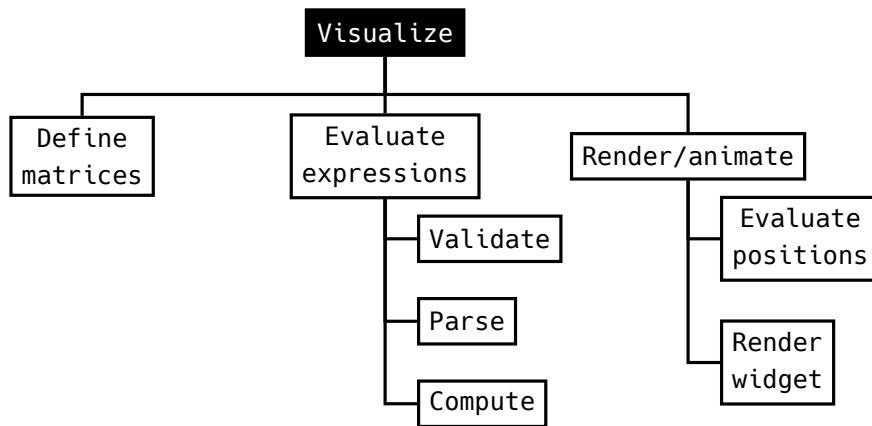 Visualize
Define
matrices
Evaluate
expressions
Render/animate
Validate
Parse
Compute
Evaluate
positions
Render
widget